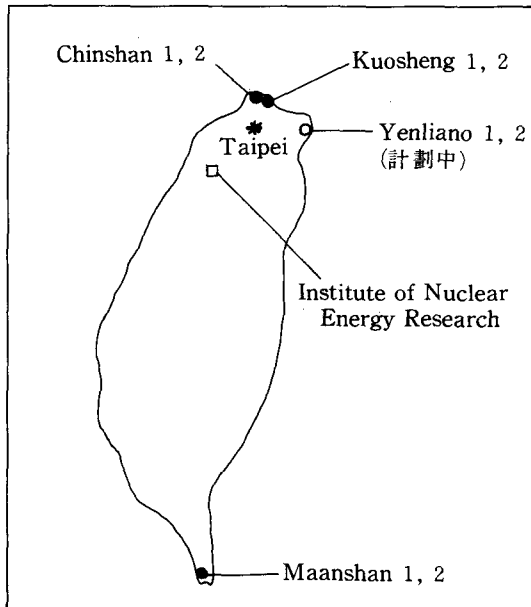 Chinshan 1, 2
Kuosheng 1, 2
Taipei
Yenliano 1, 2
(計劃中)
Institute of Nuclear
Energy Research
Maanshan 1, 2